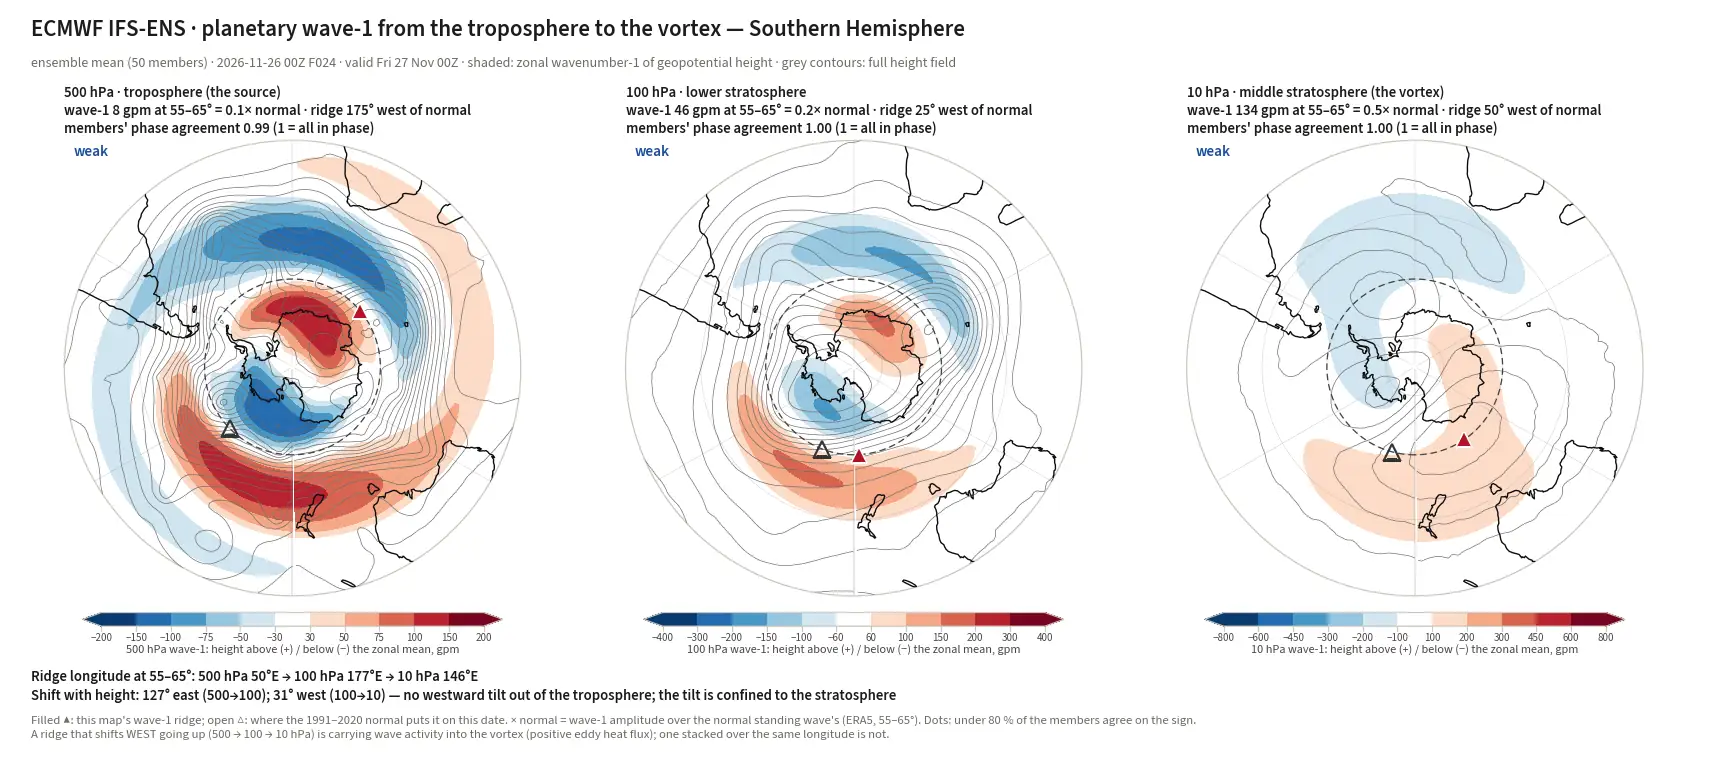 ECMWF IFS-ENS · planetary wave-1 from the troposphere to the vortex — Southern Hemisphere
ensemble mean (50 members) · 2026-11-26 00Z F024 · valid Fri 27 Nov 00Z · shaded: zonal wavenumber-1 of geopotential height · grey contours: full height field
500 hPa · troposphere (the source)
wave-1 8 gpm at 55–65° = 0.1× normal · ridge 175° west of normal
members' phase agreement 0.99 (1 = all in phase)
weak
100 hPa · lower stratosphere
wave-1 46 gpm at 55–65° = 0.2× normal · ridge 25° west of normal
members' phase agreement 1.00 (1 = all in phase)
weak
10 hPa · middle stratosphere (the vortex)
wave-1 134 gpm at 55–65° = 0.5× normal · ridge 50° west of normal
members' phase agreement 1.00 (1 = all in phase)
weak
−200 −150 −100 −75 −50 −30 30 50 75 100 150 200
500 hPa wave-1: height above (+) / below (−) the zonal mean, gpm
−400 −300 −200 −150 −100 −60 60 100 150 200 300 400
100 hPa wave-1: height above (+) / below (−) the zonal mean, gpm
−800 −600 −450 −300 −200 −100 100 200 300 450 600 800
10 hPa wave-1: height above (+) / below (−) the zonal mean, gpm
Ridge longitude at 55–65°: 500 hPa 50°E → 100 hPa 177°E → 10 hPa 146°E
Shift with height: 127° east (500→100); 31° west (100→10) — no westward tilt out of the troposphere; the tilt is confined to the stratosphere
Filled ▲: this map's wave-1 ridge; open △: where the 1991–2020 normal puts it on this date. × normal = wave-1 amplitude over the normal standing wave's (ERA5, 55–65°). Dots: under 80 % of the members agree on the sign.
A ridge that shifts WEST going up (500 → 100 → 10 hPa) is carrying wave activity into the vortex (positive eddy heat flux); one stacked over the same longitude is not.